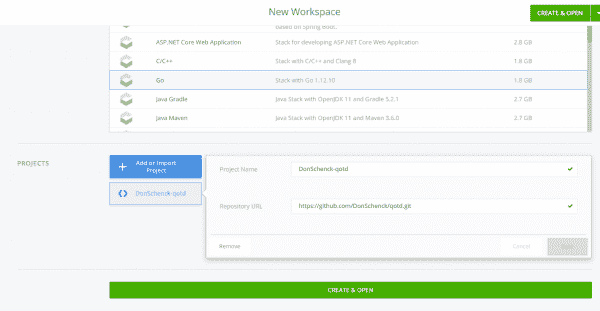 New Workspace
CREATE & OPEN
based on Spring Boot.
ASP.NET Core Web Application Stack for developing ASP.NET Core Web Application 2.8 GB
C/C++ Stack with C/C++ and Clang 8 1.8 GB
Go Stack with Go 1.12.10 1.8 GB
Java Gradle Stack with OpenJDK 11 and Gradle 5.2.1 2.7 GB
Java Maven Stack with OpenJDK 11 and Maven 3.6.0 2.7 GB
PROJECTS
Add or Import
Project
DonSchenck-qotd
Project Name DonSchenck-qotd
Repository URL https://github.com/DonSchenck/qotd.git
Remove Cancel
CREATE & OPEN